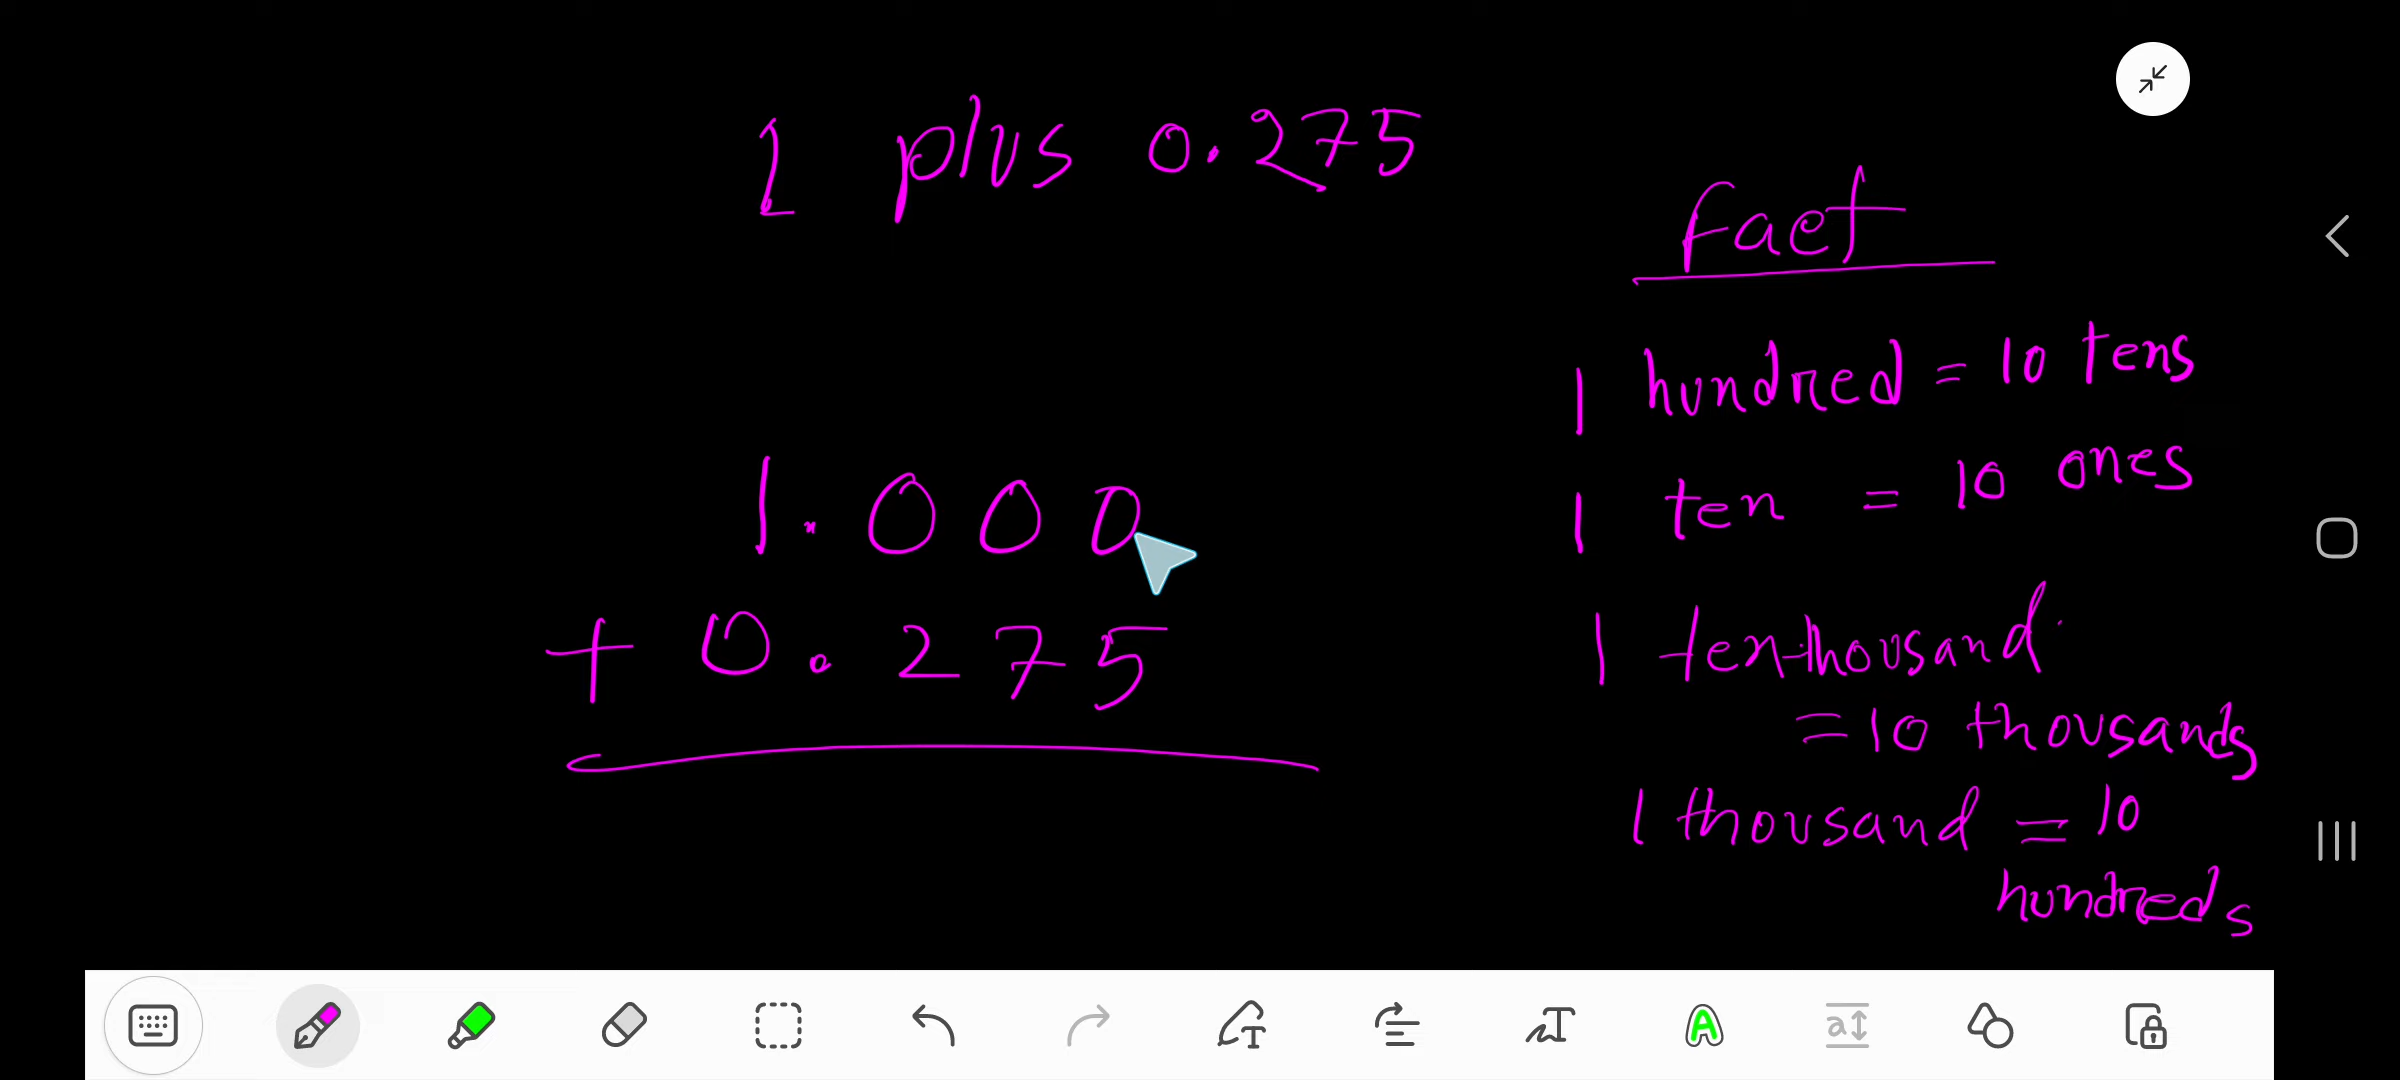 1 plus 0.275
1.000
+ 0.275
Fact
1 hundred = 10 tens
1 ten = 10 ones
1 ten-thousand
= 10 thousands
1 thousand = 10
hundreds